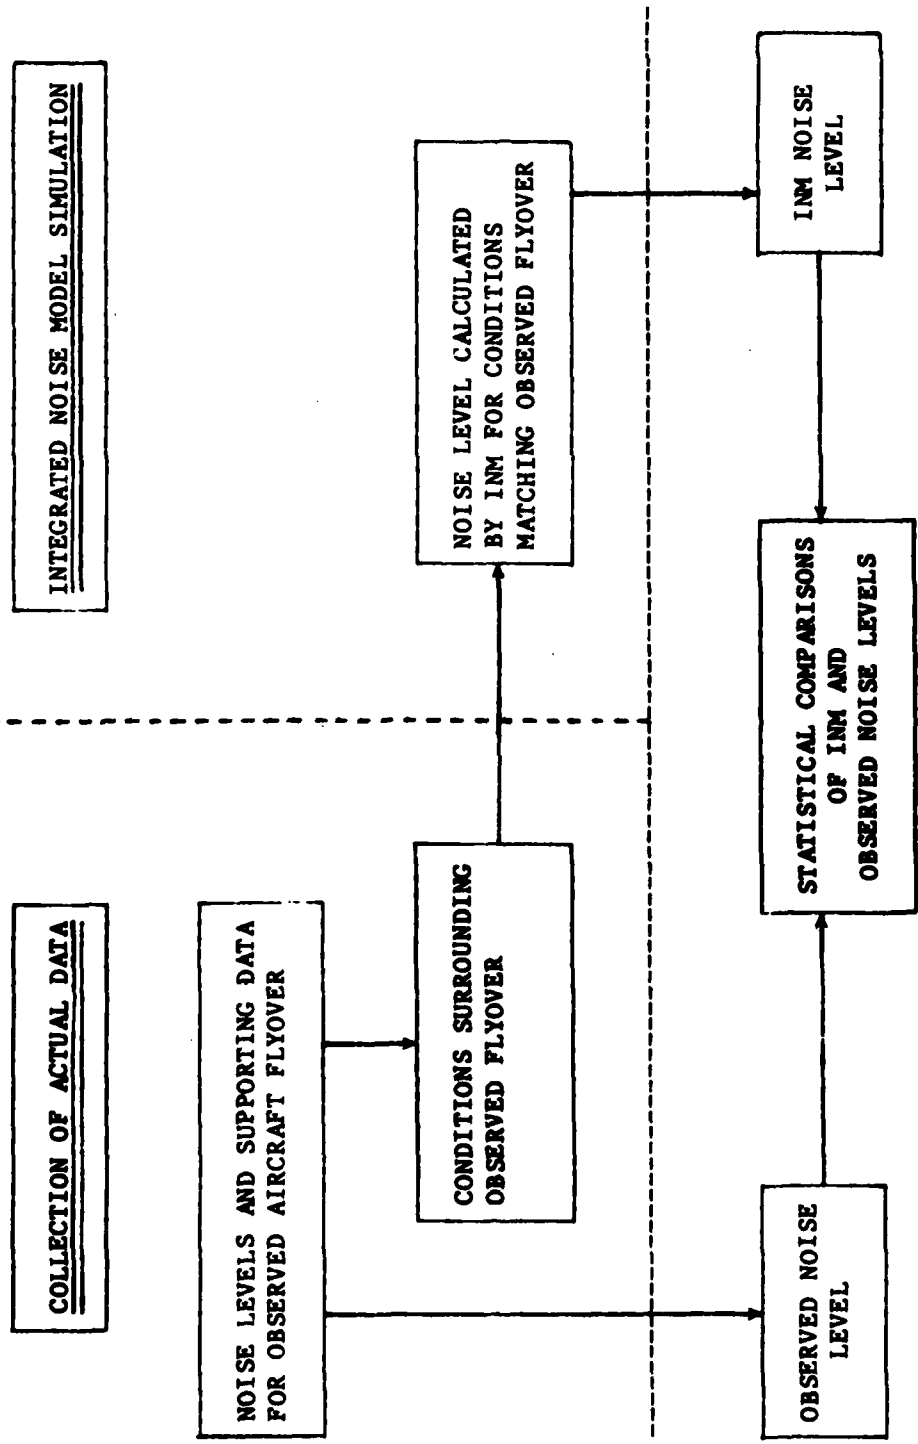 COLLECTION OF ACTUAL DATA
INTEGRATED NOISE MODEL SIMULATION
NOISE LEVELS AND SUPPORTING DATA
FOR OBSERVED AIRCRAFT FLYOVER
CONDITIONS SURROUNDING
OBSERVED FLYOVER
NOISE LEVEL CALCULATED
BY INM FOR CONDITIONS
MATCHING OBSERVED FLYOVER
OBSERVED NOISE
LEVEL
STATISTICAL COMPARISONS
OF INM AND
OBSERVED NOISE LEVELS
INM NOISE
LEVEL